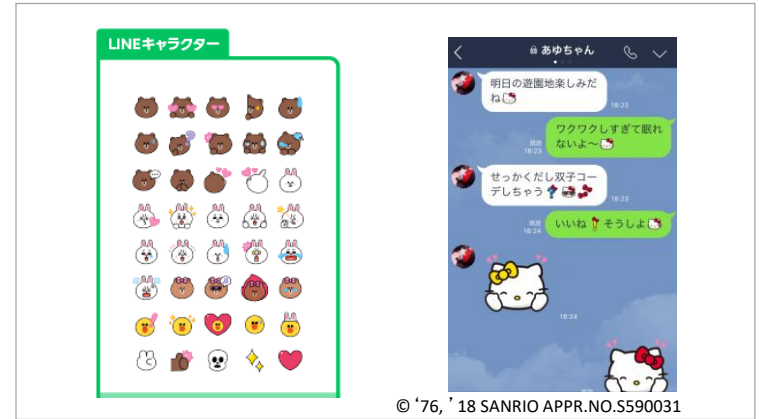 LINEキャラクター
あゆちゃん
明日の遊園地楽しみだ
ね
18:23
ワクワクしすぎて眠れ
ないよ〜
既読
18:23
せっかくだし双子コー
デしちゃう
18:23
いいね そうしよ
既読
18:24
18:24
© ‘76, ’ 18 SANRIO APPR.NO.S590031